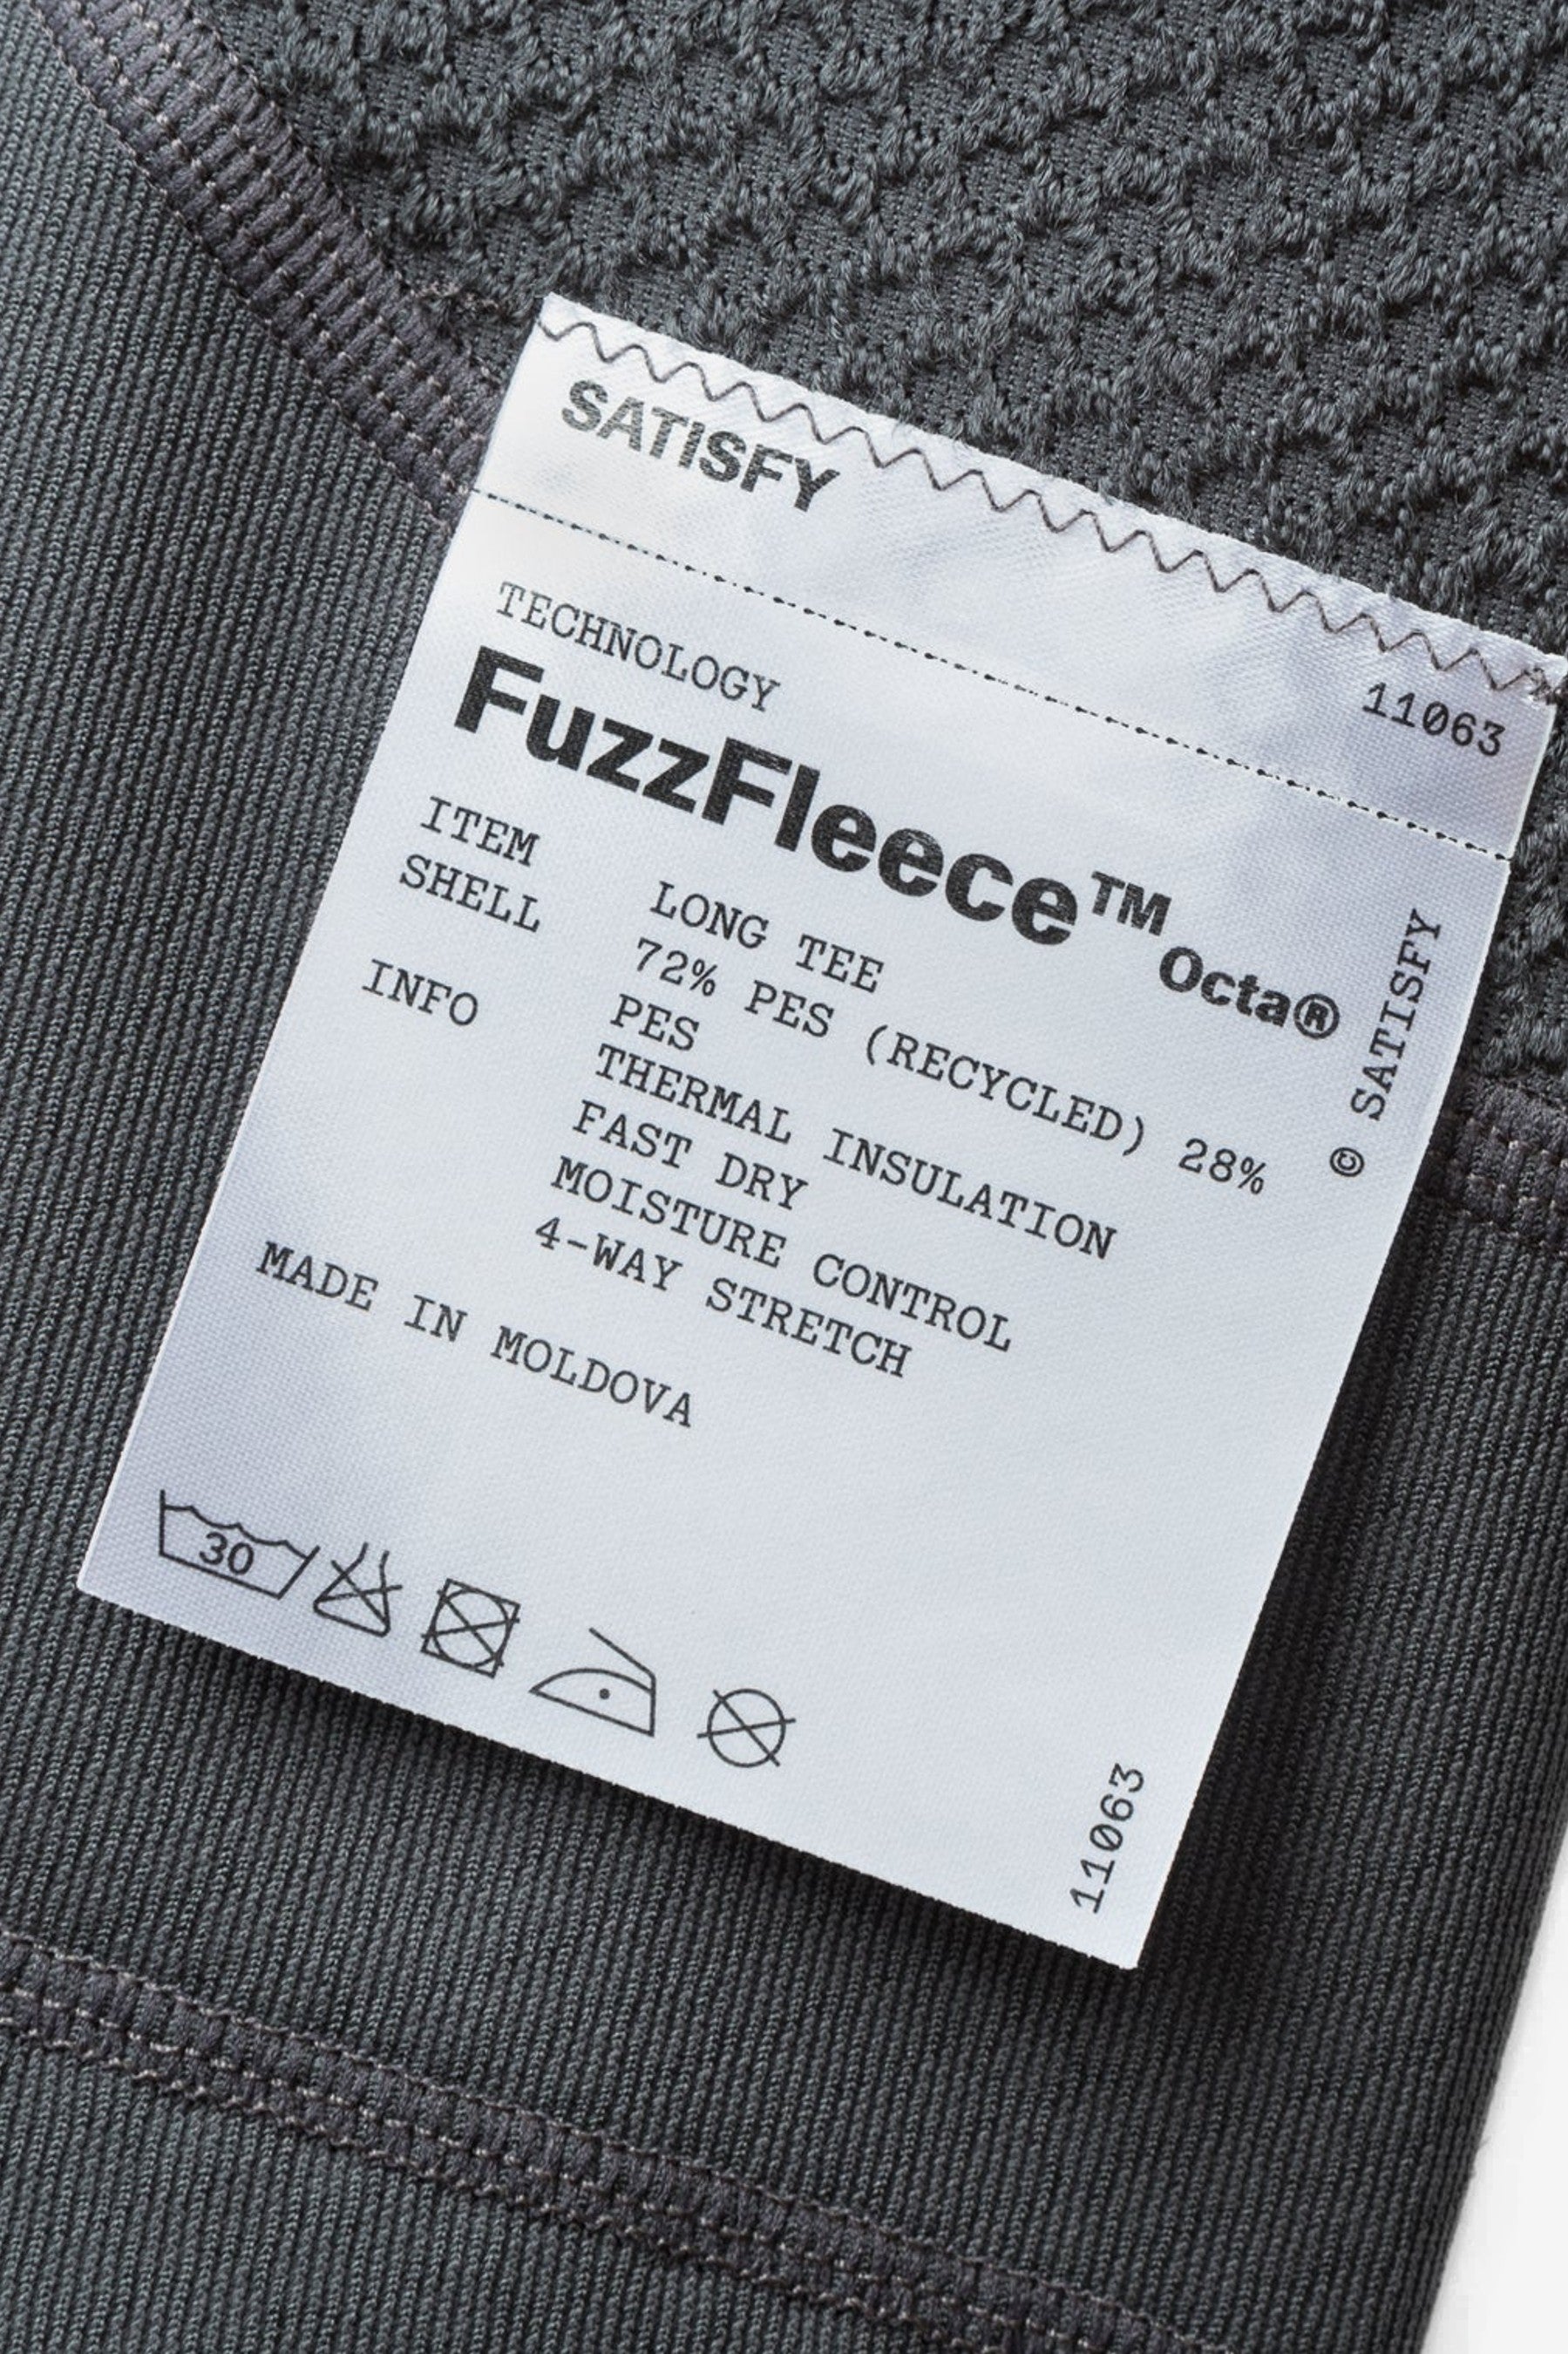 SATISFY
11063
TECHNOLOGY
FuzzFleece™ Octa®
ITEM LONG TEE
SHELL 72% PES (RECYCLED) 28%
PES
INFO THERMAL INSULATION
FAST DRY
MOISTURE CONTROL
4-WAY STRETCH
MADE IN MOLDOVA
30
© SATISFY
11063